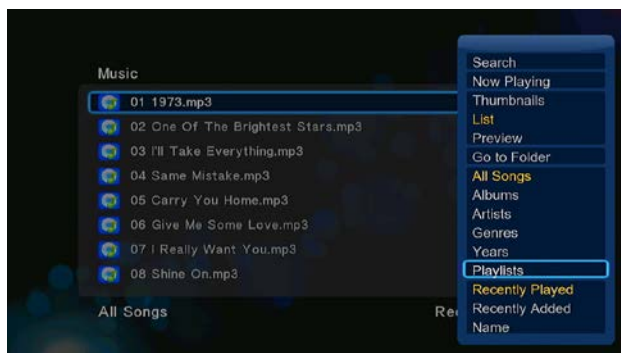 Music
01 1973.mp3
02 One Of The Brightest Stars.mp3
03 I'll Take Everything.mp3
04 Same Mistake.mp3
05 Carry You Home.mp3
06 Give Me Some Love.mp3
07 I Really Want You.mp3
08 Shine On.mp3
All Songs
Search
Now Playing
Thumbnails
List
Preview
Go to Folder
All Songs
Albums
Artists
Genres
Years
Playlists
Recently Played
Recently Added
Name